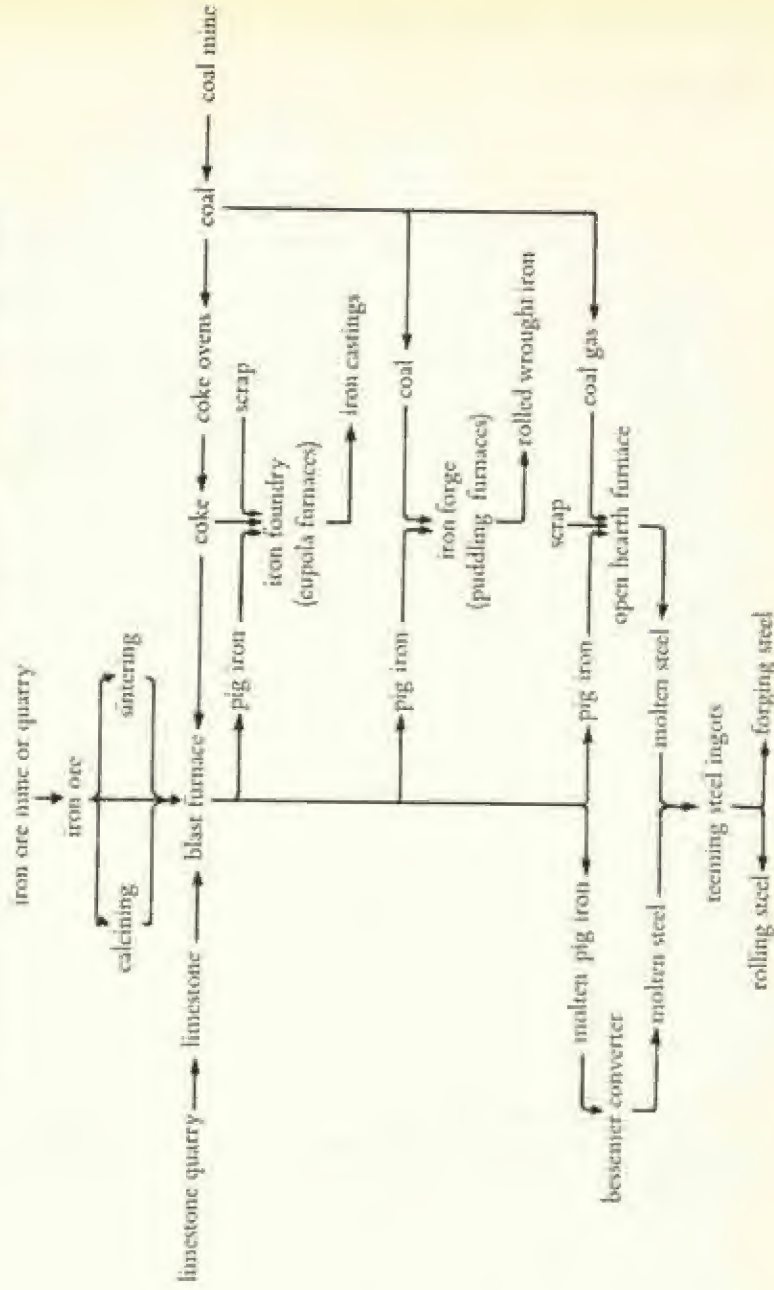 iron ore mine or quarry
iron ore
calcining
sintering
limestone quarry
limestone
blast furnace
coke
coke ovens
coal
coal mine
pig iron
scrap
iron foundry
(cupola furnaces)
iron castings
pig iron
coal
iron forge
(puddling furnaces)
rolled wrought iron
scrap
molten pig iron
pig iron
coal gas
open hearth furnace
bessemer converter
molten steel
molten steel
teeming steel ingots
rolling steel
forging steel